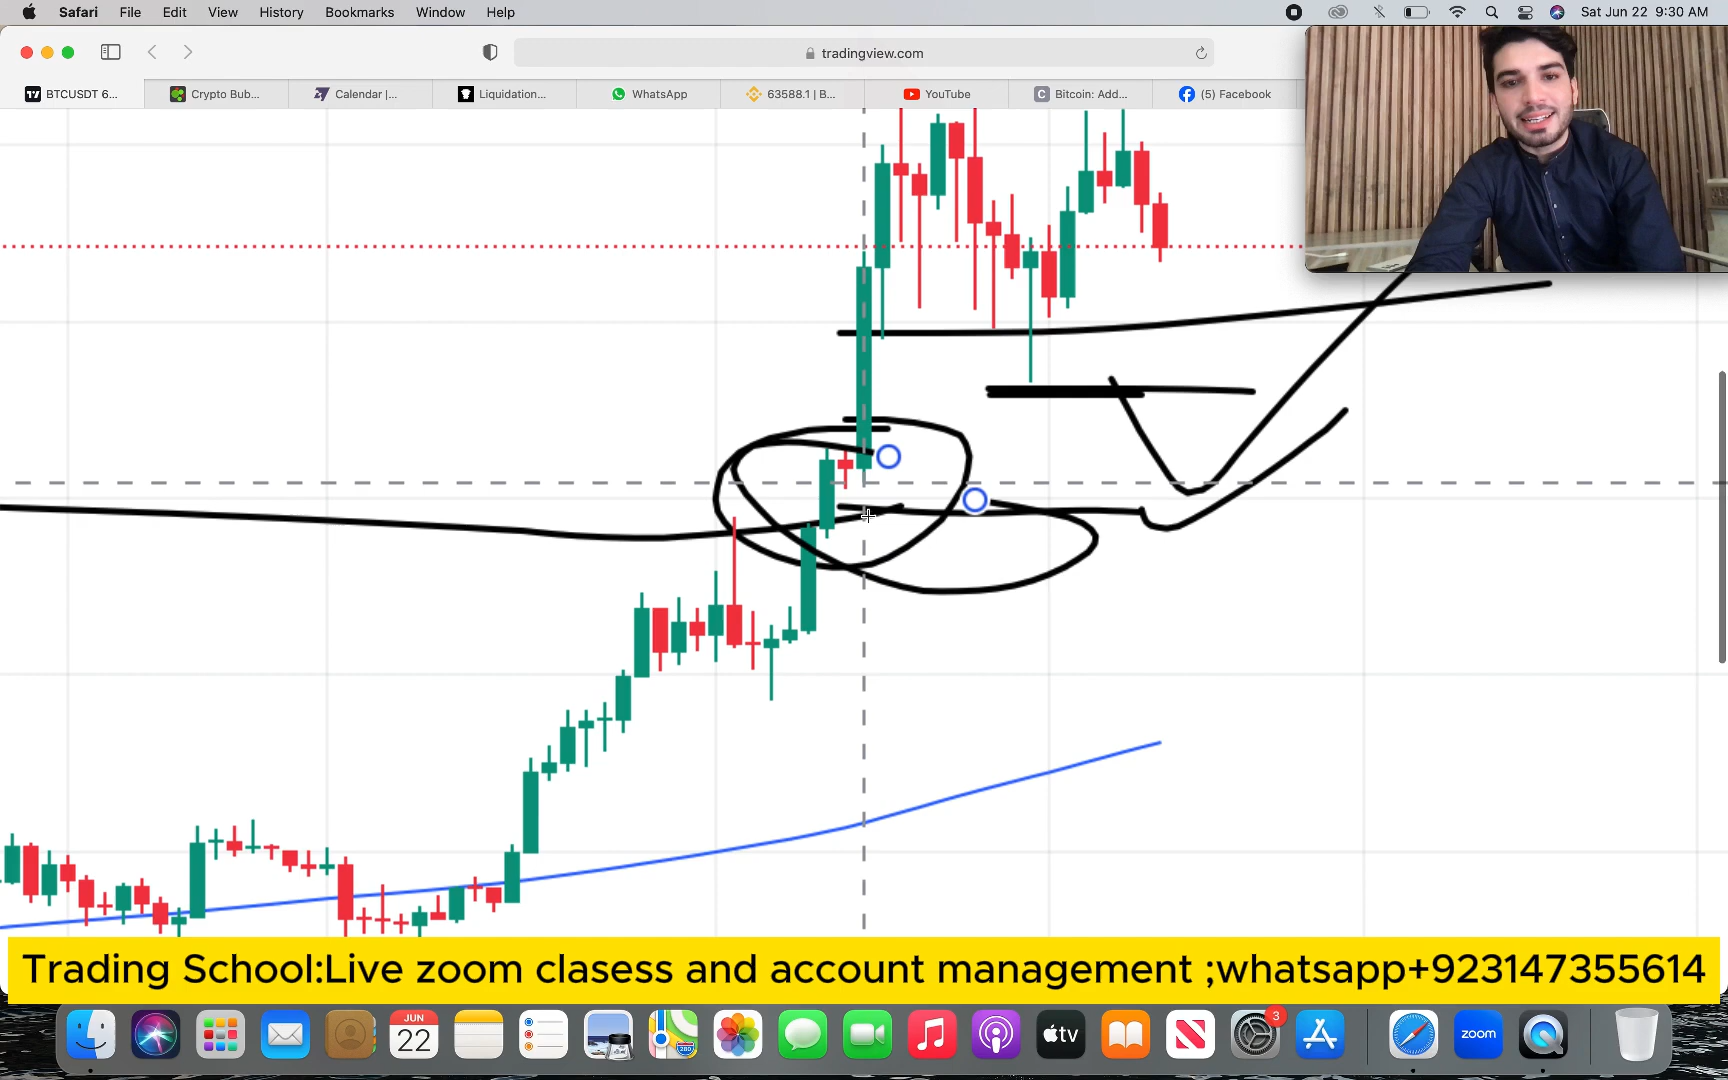 Safari File Edit View History Bookmarks Window Help Sat Jun 22 9:30 AM
tradingview.com
BTCUSDT 6... Crypto Bub... Calendar |... Liquidation... WhatsApp 63588.1 | B... YouTube Bitcoin: Add... (5) Facebook
Trading School:Live zoom clasess and account management ;whatsapp+923147355614
JUN
22
280
tv
3
zoom